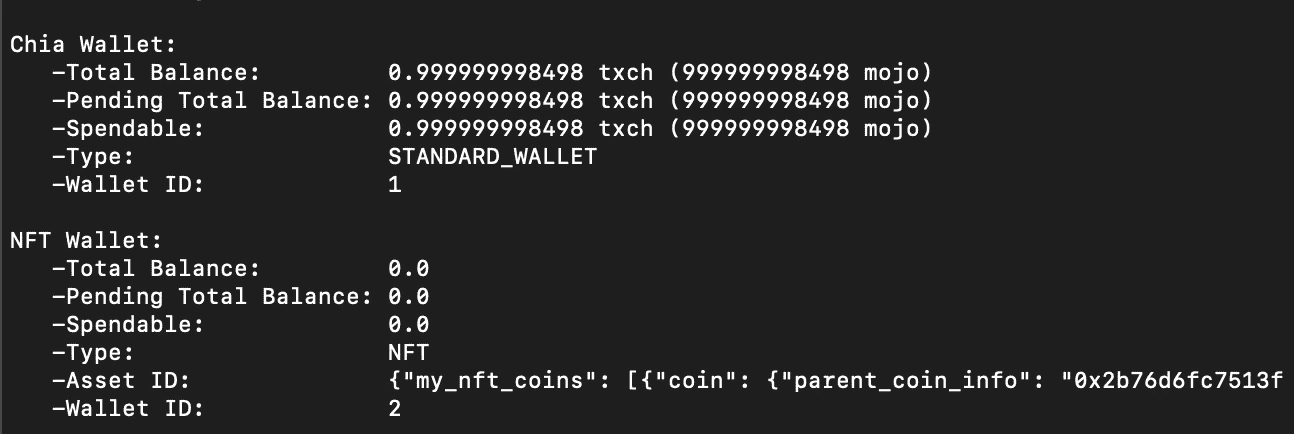 Chia Wallet:
   -Total Balance:         0.999999998498 txch (999999998498 mojo)
   -Pending Total Balance: 0.999999998498 txch (999999998498 mojo)
   -Spendable:             0.999999998498 txch (999999998498 mojo)
   -Type:                  STANDARD_WALLET
   -Wallet ID:             1

NFT Wallet:
   -Total Balance:         0.0
   -Pending Total Balance: 0.0
   -Spendable:             0.0
   -Type:                  NFT
   -Asset ID:              {"my_nft_coins": [{"coin": {"parent_coin_info": "0x2b76d6fc7513f
   -Wallet ID:             2